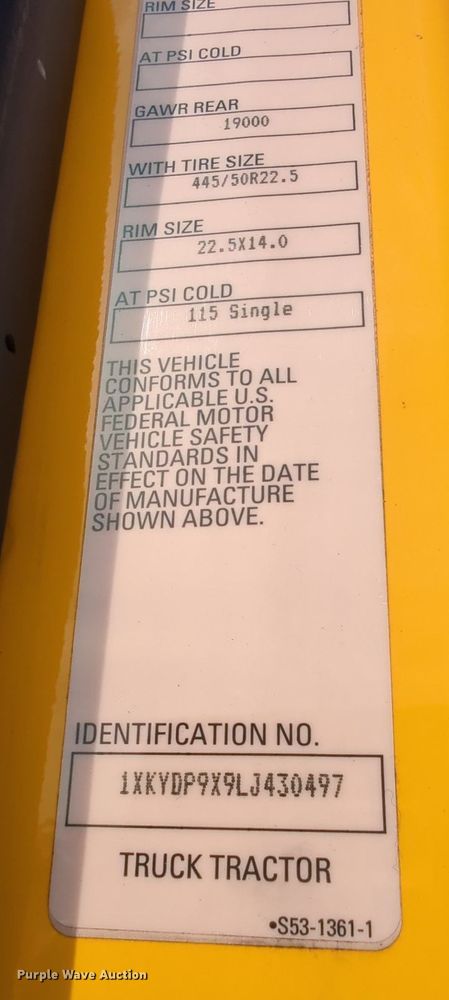 RIM SIZE
AT PSI COLD
GAWR REAR
19000
WITH TIRE SIZE
445/50R22.5
RIM SIZE
22.5X14.0
AT PSI COLD
115 Single
THIS VEHICLE
CONFORMS TO ALL
APPLICABLE U.S.
FEDERAL MOTOR
VEHICLE SAFETY
STANDARDS IN
EFFECT ON THE DATE
OF MANUFACTURE
SHOWN ABOVE.
IDENTIFICATION NO.
1XKYDP9X9LJ430497
TRUCK TRACTOR
•S53-1361-1
Purple Wave Auction